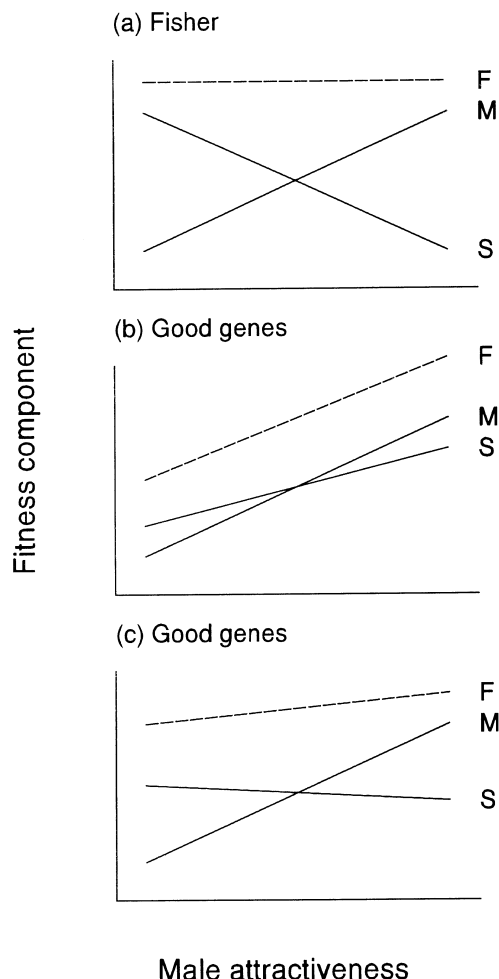 (a) Fisher
F
M
S
(b) Good genes
F
M
S
(c) Good genes
F
M
S
Fitness component
Male attractiveness